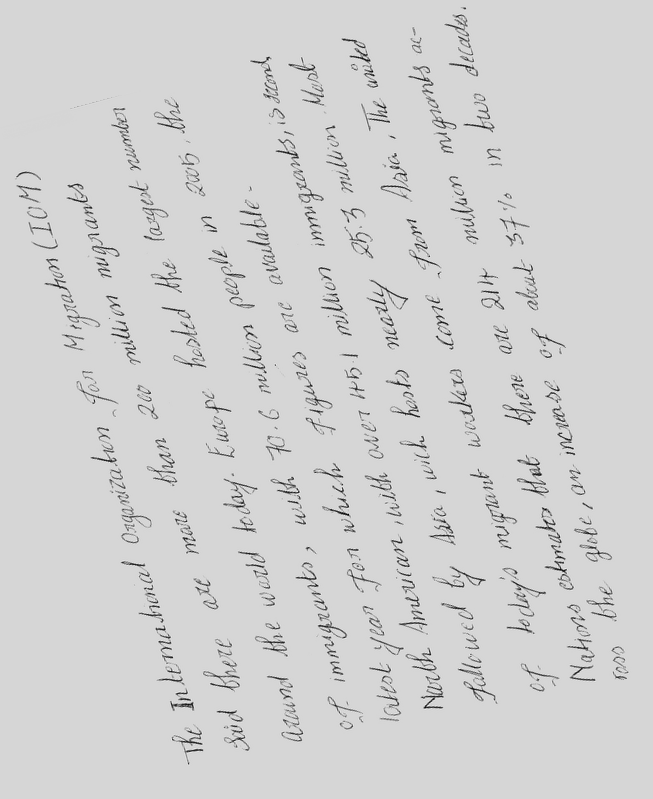 Migration (IOM)
The International Organization for Migrants
said there are more than 200 million migrants
around the world today. Europe hosted the largest number
of immigrants, with 70.6 million people in 2005, the
latest year for which figures are available.
North American, with over 45.1 million immigrants, is second
followed by Asia, wich hosts nearly 25.3 million. Most
of today's migrant workers come from Asia. The united
Nations estimates that there are 214 million migrants ac-
ross the globe, an increase of about 37% in two decades.